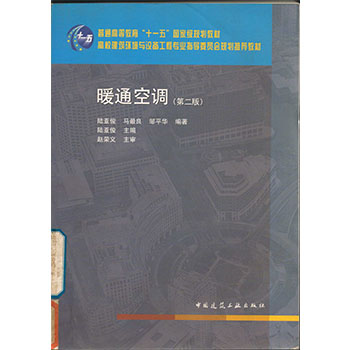 普通高等教育“十一五”国家级规划教材
高校建筑环境与设备工程专业指导委员会规划推荐教材
十一五
暖通空调(第二版)
陆亚俊 马最良 邹平华 编著
陆亚俊 主编
赵荣义 主审
中国建筑工业出版社